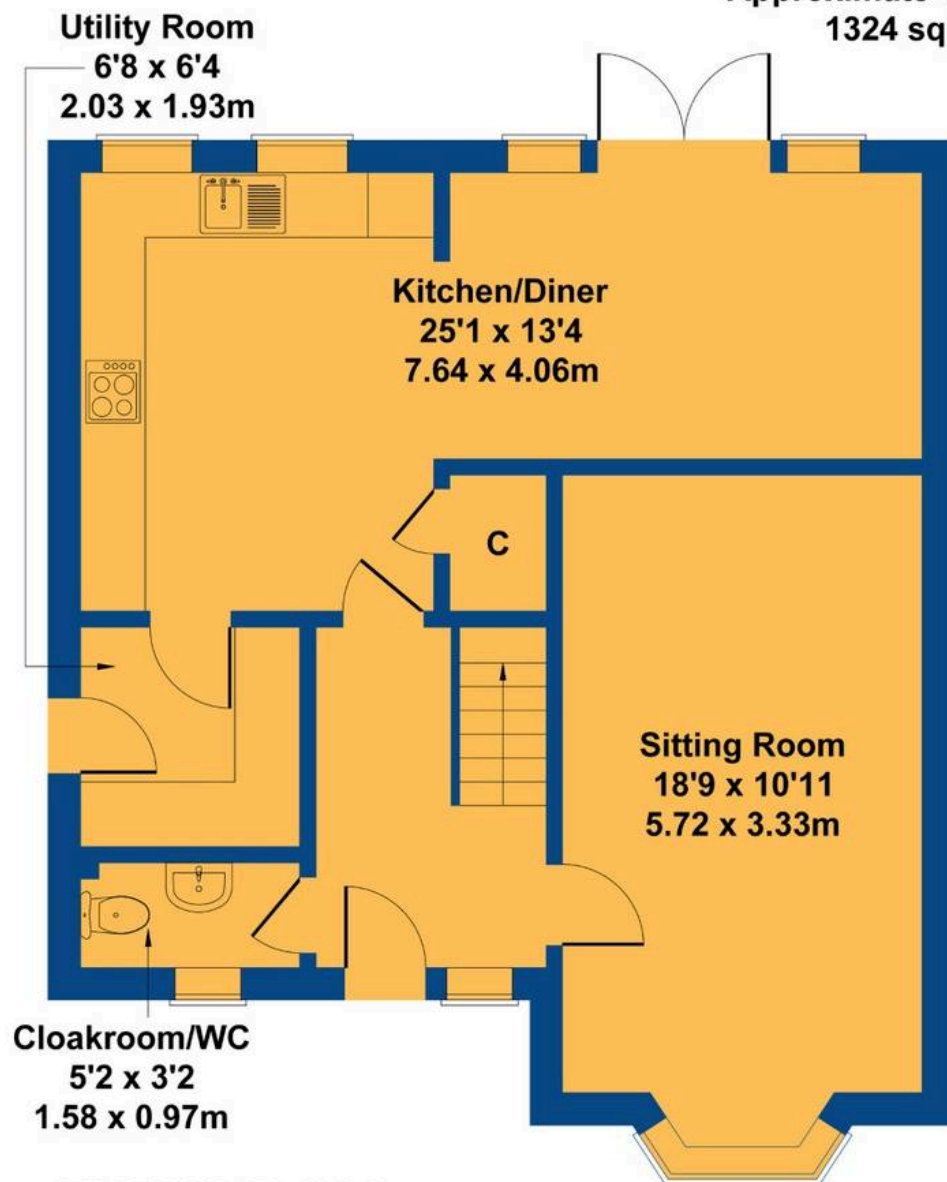 1324 sq
Utility Room
6'8 x 6'4
2.03 x 1.93m
Kitchen/Diner
25'1 x 13'4
7.64 x 4.06m
C
Sitting Room
18'9 x 10'11
5.72 x 3.33m
Cloakroom/WC
5'2 x 3'2
1.58 x 0.97m